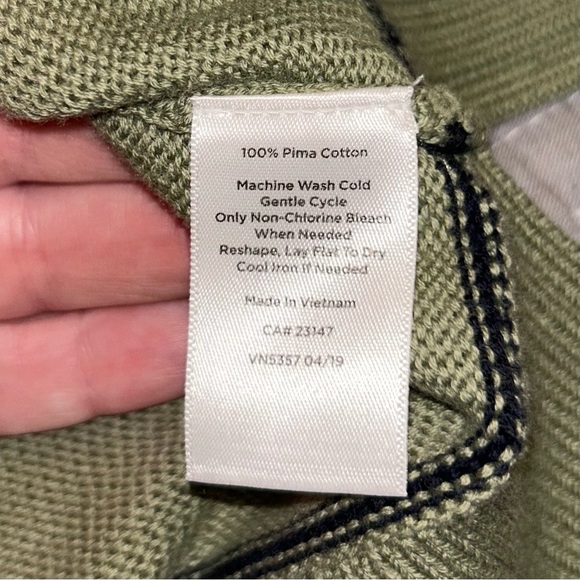 100% Pima Cotton
Machine Wash Cold
Gentle Cycle
Only Non-Chlorine Bleach
When Needed
Reshape, Lay Flat To Dry
Cool Iron If Needed
Made In Vietnam
CA# 23147
VN5357 04/19